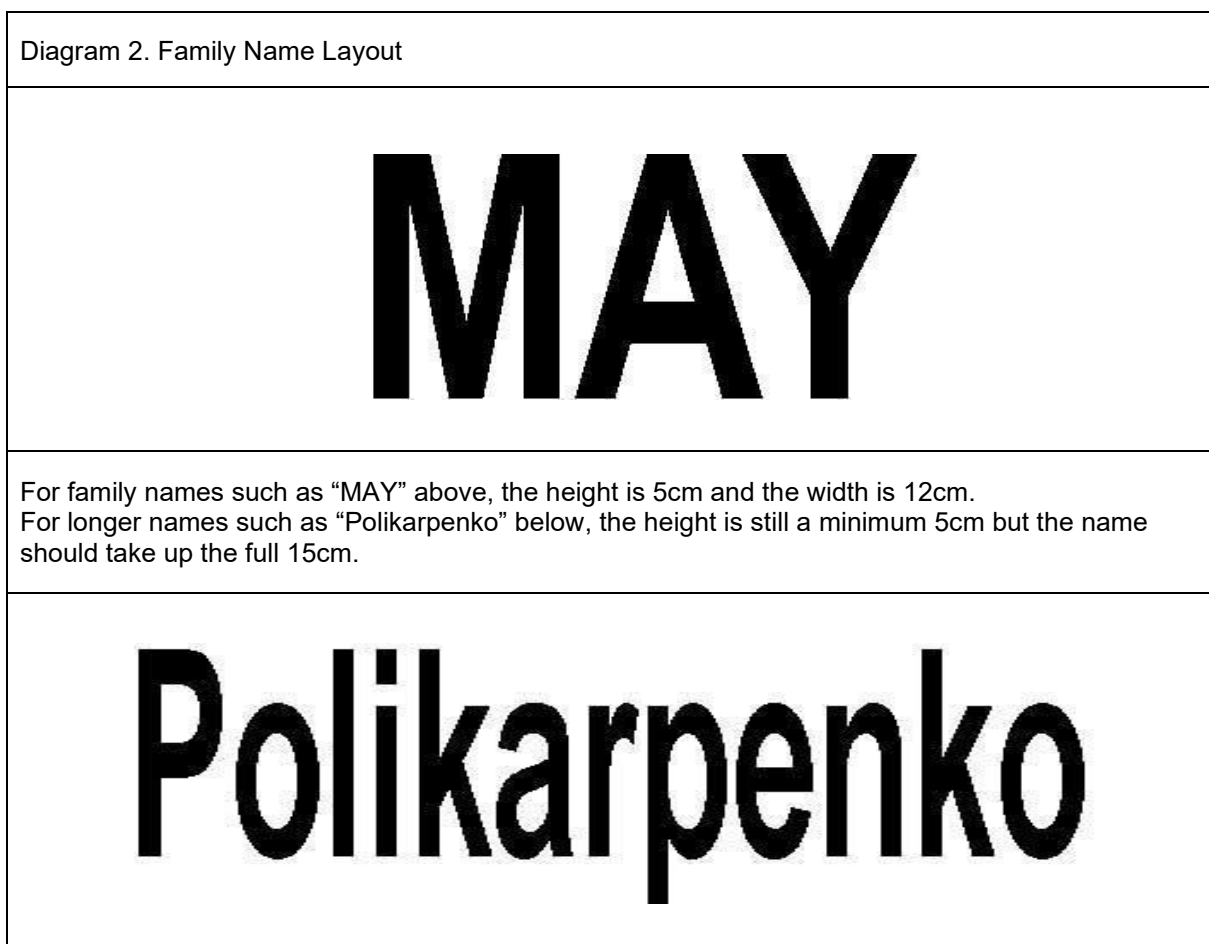 Diagram 2. Family Name Layout
MAY
For family names such as “MAY” above, the height is 5cm and the width is 12cm.
For longer names such as “Polikarpenko” below, the height is still a minimum 5cm but the name
should take up the full 15cm.
Polikarpenko